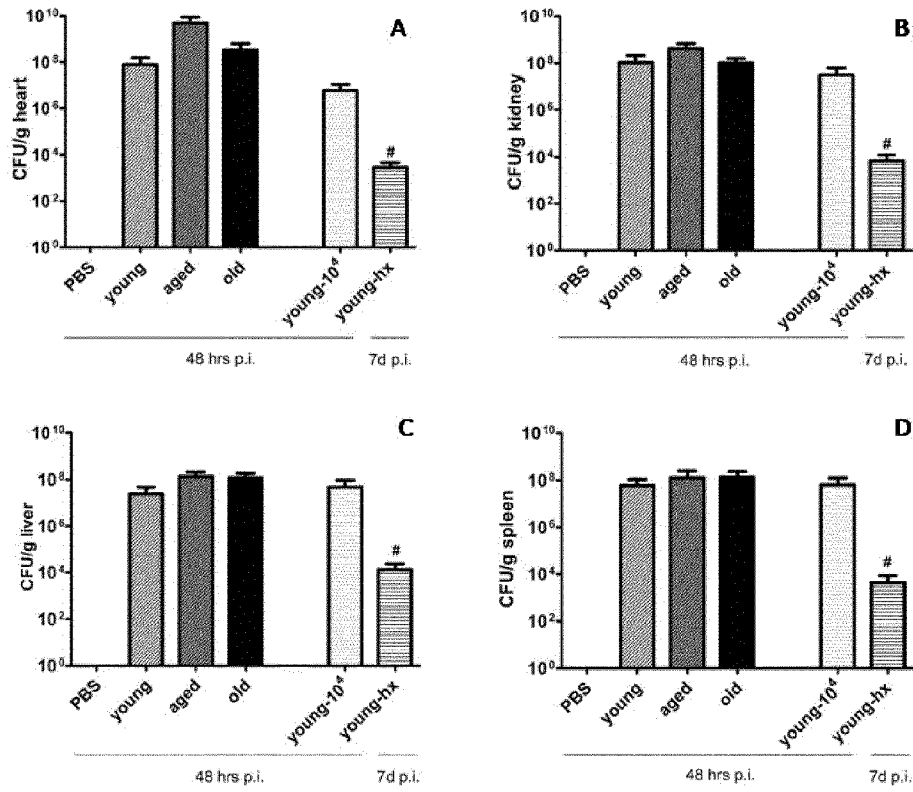 A
CFU/g heart
10¹⁰
10⁸
10⁶
10⁴
10²
10⁰
#
PBS
young
aged
old
young-10⁴
young-hx
48 hrs p.i.
7d p.i.
B
CFU/g kidney
10¹⁰
10⁸
10⁶
10⁴
10²
10⁰
#
PBS
young
aged
old
young-10⁴
young-hx
48 hrs p.i.
7d p.i.
C
CFU/g liver
10¹⁰
10⁸
10⁶
10⁴
10²
10⁰
#
PBS
young
aged
old
young-10⁴
young-hx
48 hrs p.i.
7d p.i.
D
CFU/g spleen
10¹⁰
10⁸
10⁶
10⁴
10²
10⁰
#
PBS
young
aged
old
young-10⁴
young-hx
48 hrs p.i.
7d p.i.